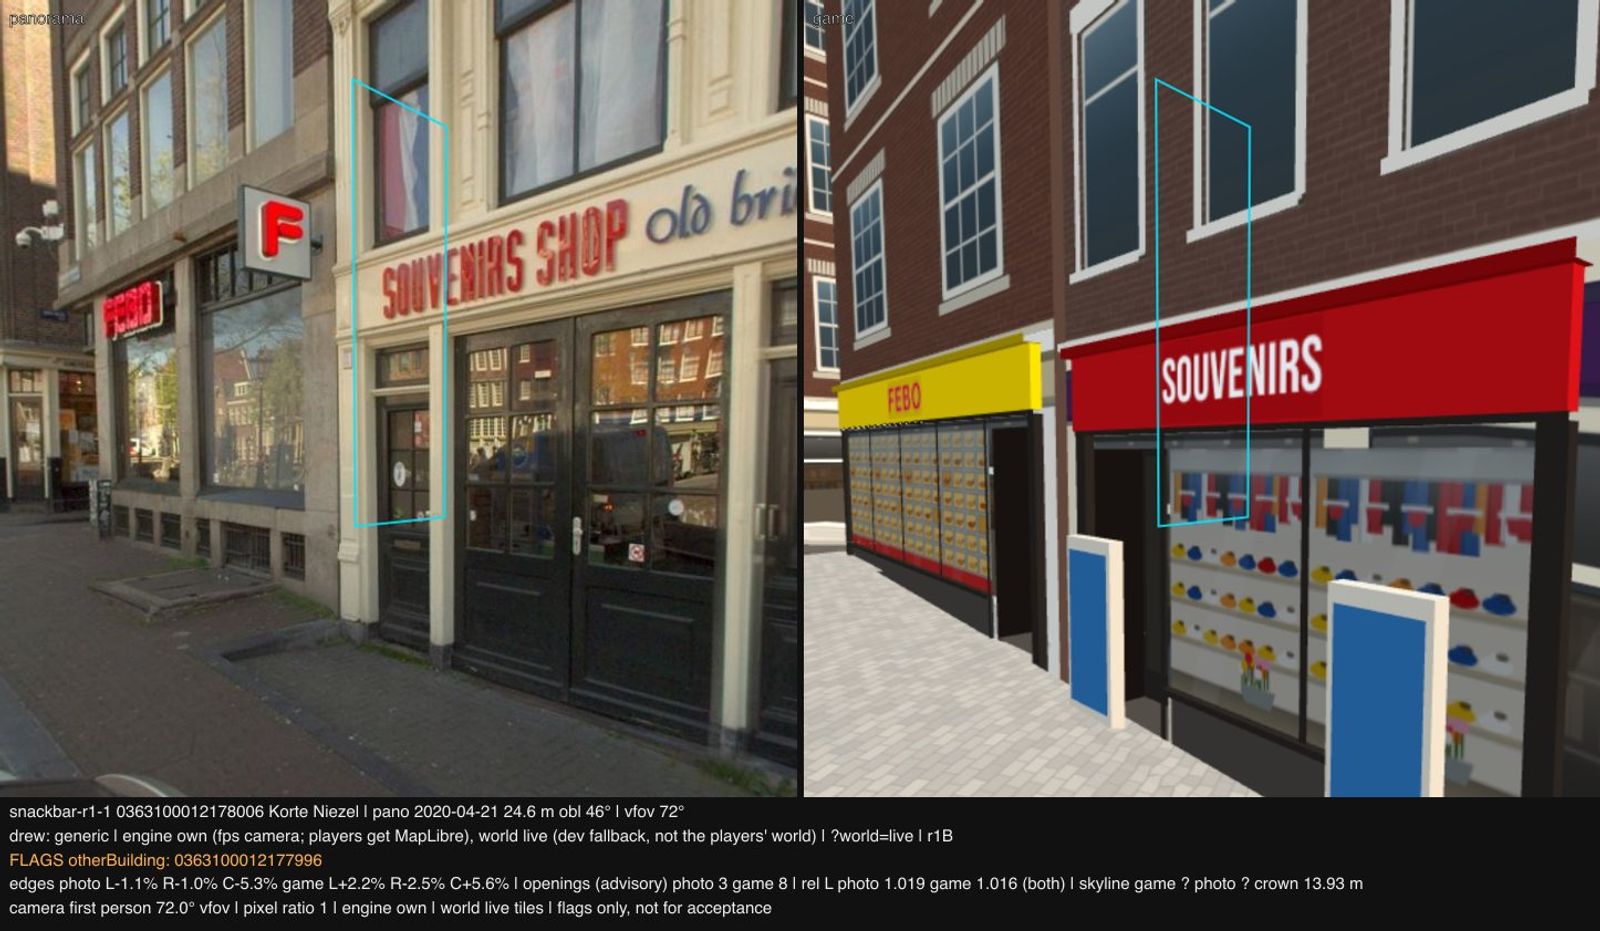 panorama
game
F
FEBO
SOUVENIRS SHOP old bri
FEBO
SOUVENIRS
snackbar-r1-1 0363100012178006 Korte Niezel | pano 2020-04-21 24.6 m obl 46° | vfov 72°
drew: generic | engine own (fps camera; players get MapLibre), world live (dev fallback, not the players' world) | ?world=live | r1B
FLAGS otherBuilding: 0363100012177996
edges photo L-1.1% R-1.0% C-5.3% game L+2.2% R-2.5% C+5.6% | openings (advisory) photo 3 game 8 | rel L photo 1.019 game 1.016 (both) | skyline game ? photo ? crown 13.93 m
camera first person 72.0° vfov | pixel ratio 1 | engine own | world live tiles | flags only, not for acceptance